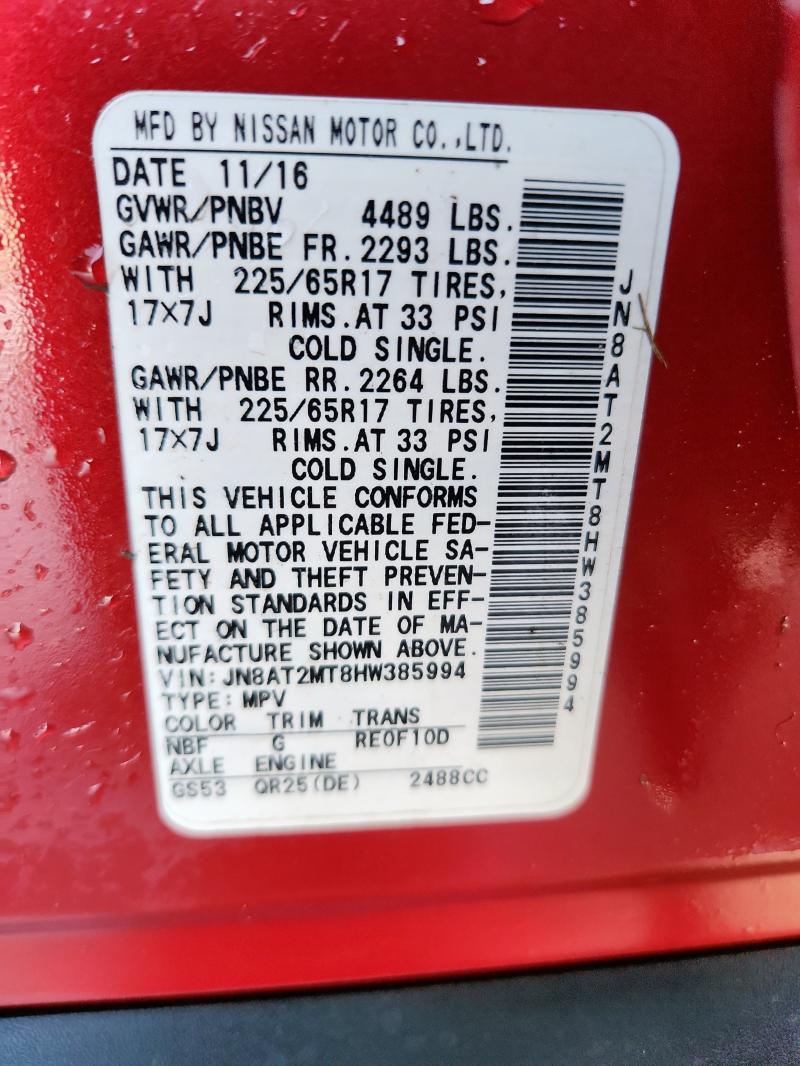 MFD BY NISSAN MOTOR CO.,LTD.
DATE 11/16
GVWR/PNBV 4489 LBS.
GAWR/PNBE FR.2293 LBS.
WITH 225/65R17 TIRES,
17×7J RIMS.AT 33 PSI
COLD SINGLE.
GAWR/PNBE RR.2264 LBS.
WITH 225/65R17 TIRES,
17×7J RIMS.AT 33 PSI
COLD SINGLE.
THIS VEHICLE CONFORMS
TO ALL APPLICABLE FED-
ERAL MOTOR VEHICLE SA-
FETY AND THEFT PREVEN-
TION STANDARDS IN EFF-
ECT ON THE DATE OF MA-
NUFACTURE SHOWN ABOVE.
VIN:JN8AT2MT8HW385994
TYPE:MPV
COLOR TRIM TRANS
NBF G RE0F10D
AXLE ENGINE
GS53 QR25(DE) 2488CC
JN8AT2MT8HW385994